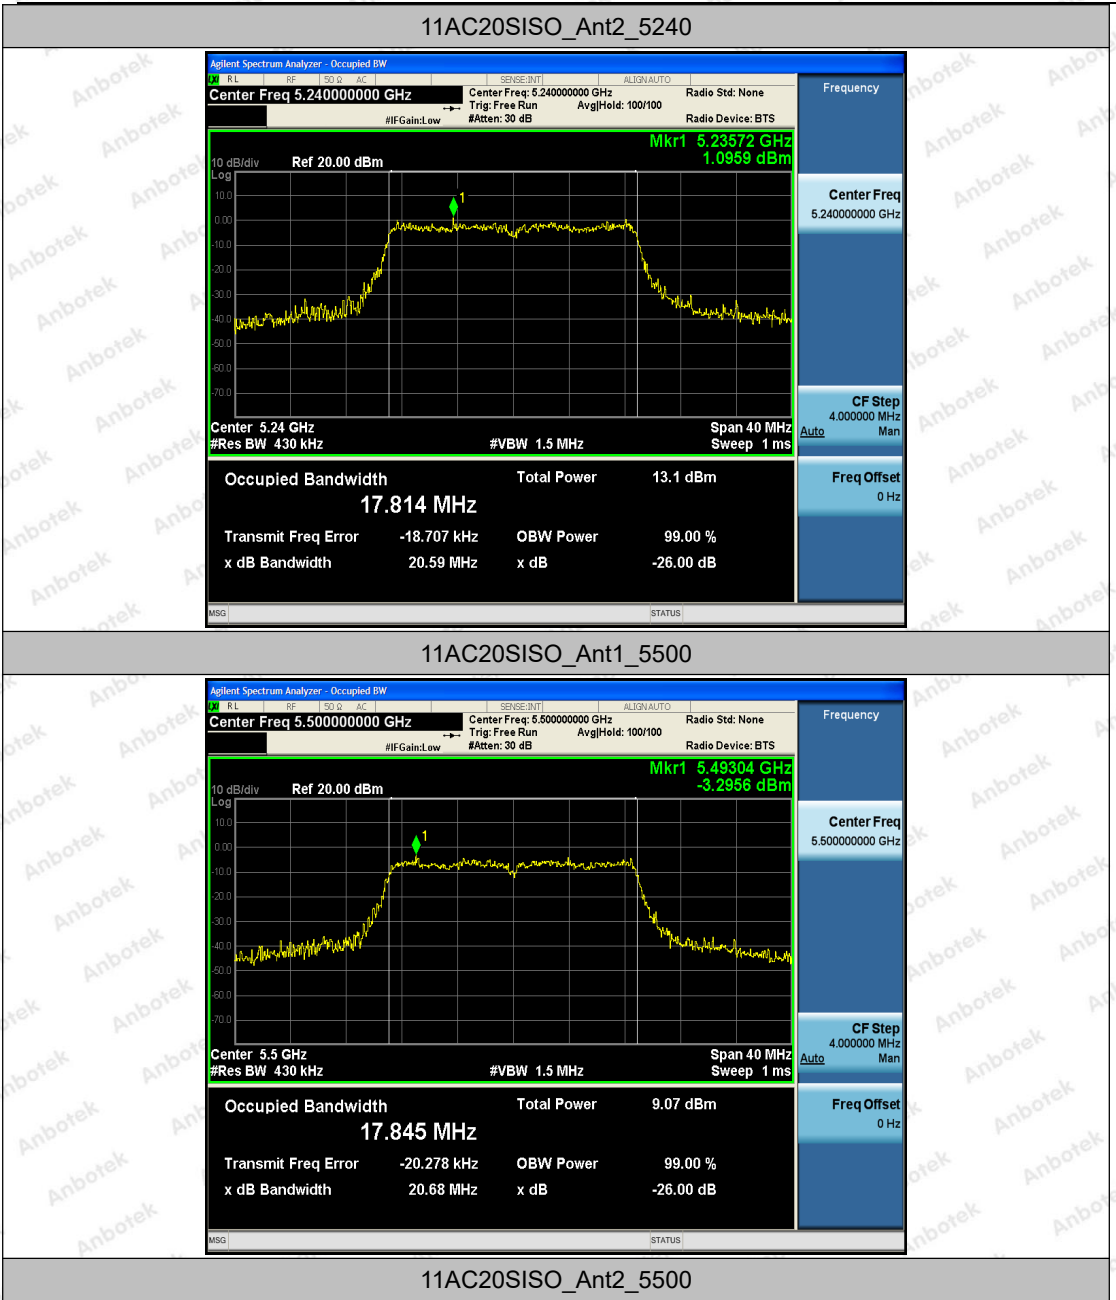 11AC20SISO_Ant2_5240
Agilent Spectrum Analyzer - Occupied BW
LXI RL RF 50 Ω AC SENSE:INT ALIGN AUTO
Center Freq 5.240000000 GHz
Center Freq: 5.240000000 GHz Radio Std: None
Trig: Free Run Avg|Hold: 100/100
#IFGain:Low #Atten: 30 dB Radio Device: BTS
Mkr1 5.23572 GHz
1.0959 dBm
10 dB/div Ref 20.00 dBm
Log
10.0
0.00
-10.0
-20.0
-30.0
-40.0
-50.0
-60.0
-70.0
1
Center 5.24 GHz Span 40 MHz
#Res BW 430 kHz #VBW 1.5 MHz Sweep 1 ms
Occupied Bandwidth Total Power 13.1 dBm
17.814 MHz
Transmit Freq Error -18.707 kHz OBW Power 99.00 %
x dB Bandwidth 20.59 MHz x dB -26.00 dB
MSG STATUS
Frequency
Center Freq
5.240000000 GHz
CF Step
4.000000 MHz
Auto Man
Freq Offset
0 Hz
11AC20SISO_Ant1_5500
Agilent Spectrum Analyzer - Occupied BW
LXI RL RF 50 Ω AC SENSE:INT ALIGN AUTO
Center Freq 5.500000000 GHz
Center Freq: 5.500000000 GHz Radio Std: None
Trig: Free Run Avg|Hold: 100/100
#IFGain:Low #Atten: 30 dB Radio Device: BTS
Mkr1 5.49304 GHz
-3.2956 dBm
10 dB/div Ref 20.00 dBm
Log
10.0
0.00
-10.0
-20.0
-30.0
-40.0
-50.0
-60.0
-70.0
1
Center 5.5 GHz Span 40 MHz
#Res BW 430 kHz #VBW 1.5 MHz Sweep 1 ms
Occupied Bandwidth Total Power 9.07 dBm
17.845 MHz
Transmit Freq Error -20.278 kHz OBW Power 99.00 %
x dB Bandwidth 20.68 MHz x dB -26.00 dB
MSG STATUS
Frequency
Center Freq
5.500000000 GHz
CF Step
4.000000 MHz
Auto Man
Freq Offset
0 Hz
11AC20SISO_Ant2_5500
Anbotek